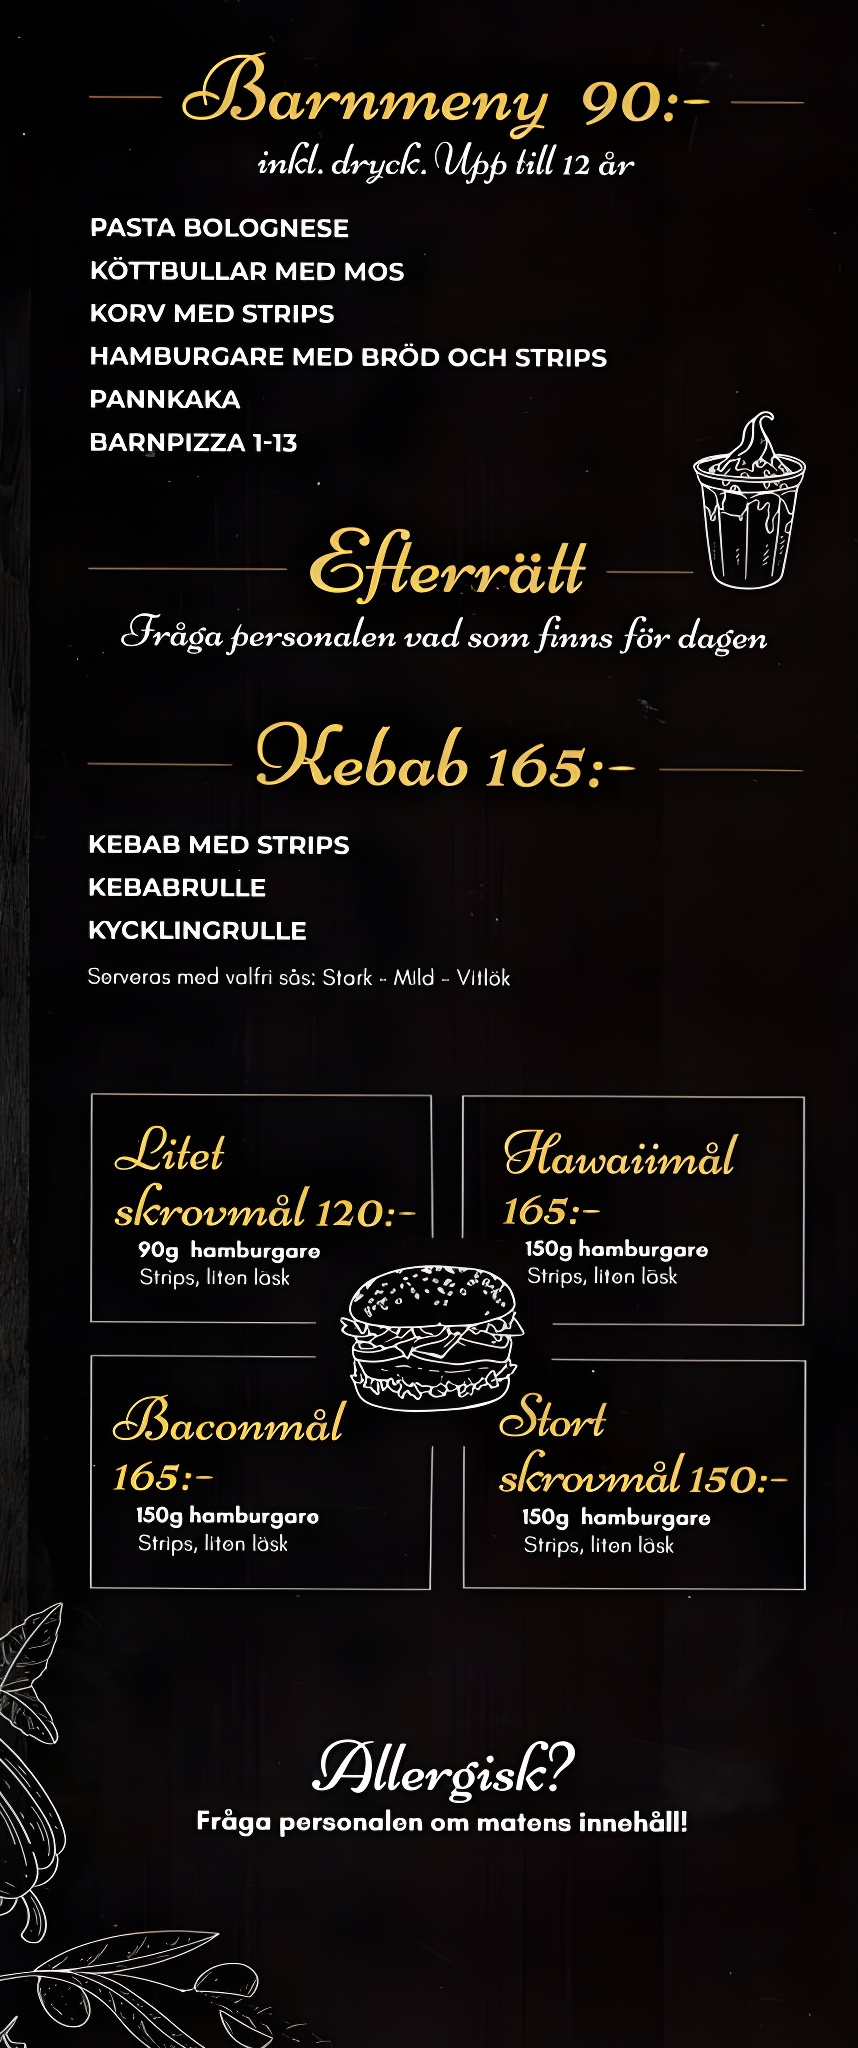 Barnmeny 90:-
inkl. dryck. Upp till 12 år
PASTA BOLOGNESE
KÖTTBULLAR MED MOS
KORV MED STRIPS
HAMBURGARE MED BRÖD OCH STRIPS
PANNKAKA
BARNPIZZA 1-13
Efterrätt
Fråga personalen vad som finns för dagen
Kebab 165:-
KEBAB MED STRIPS
KEBABRULLE
KYCKLINGRULLE
Serveras med valfri sås: Stark - Mild - Vitlök
Litet
skrovmål 120:-
90g hamburgare
Strips, liten läsk
Hawaiimål
165:-
150g hamburgare
Strips, liten läsk
Baconmål
165:-
150g hamburgare
Strips, liten läsk
Stort
skrovmål 150:-
150g hamburgare
Strips, liten läsk
Allergisk?
Fråga personalen om matens innehåll!